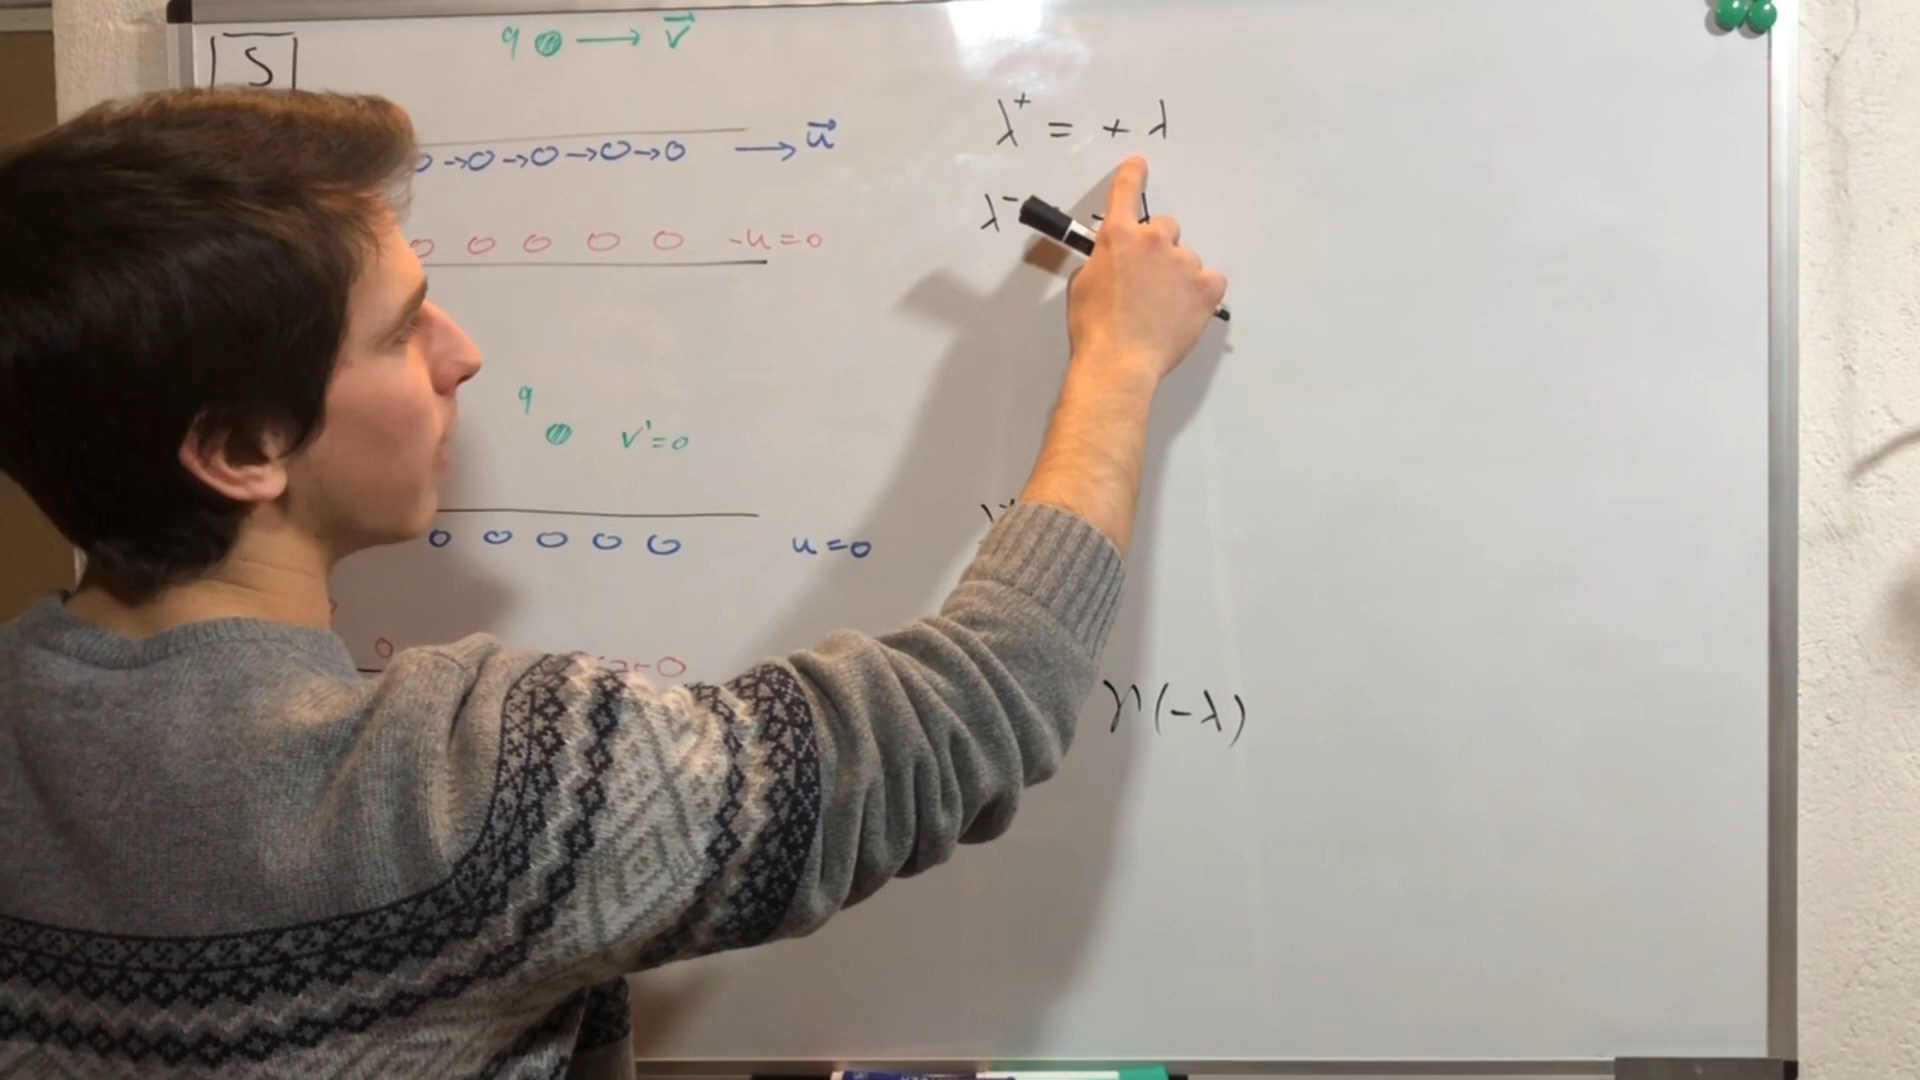 S
q → v⃗
→ u⃗
-u = 0
q
v' = 0
u = 0
λ⁺ = + λ
λ⁻ - λ
γ(-λ)